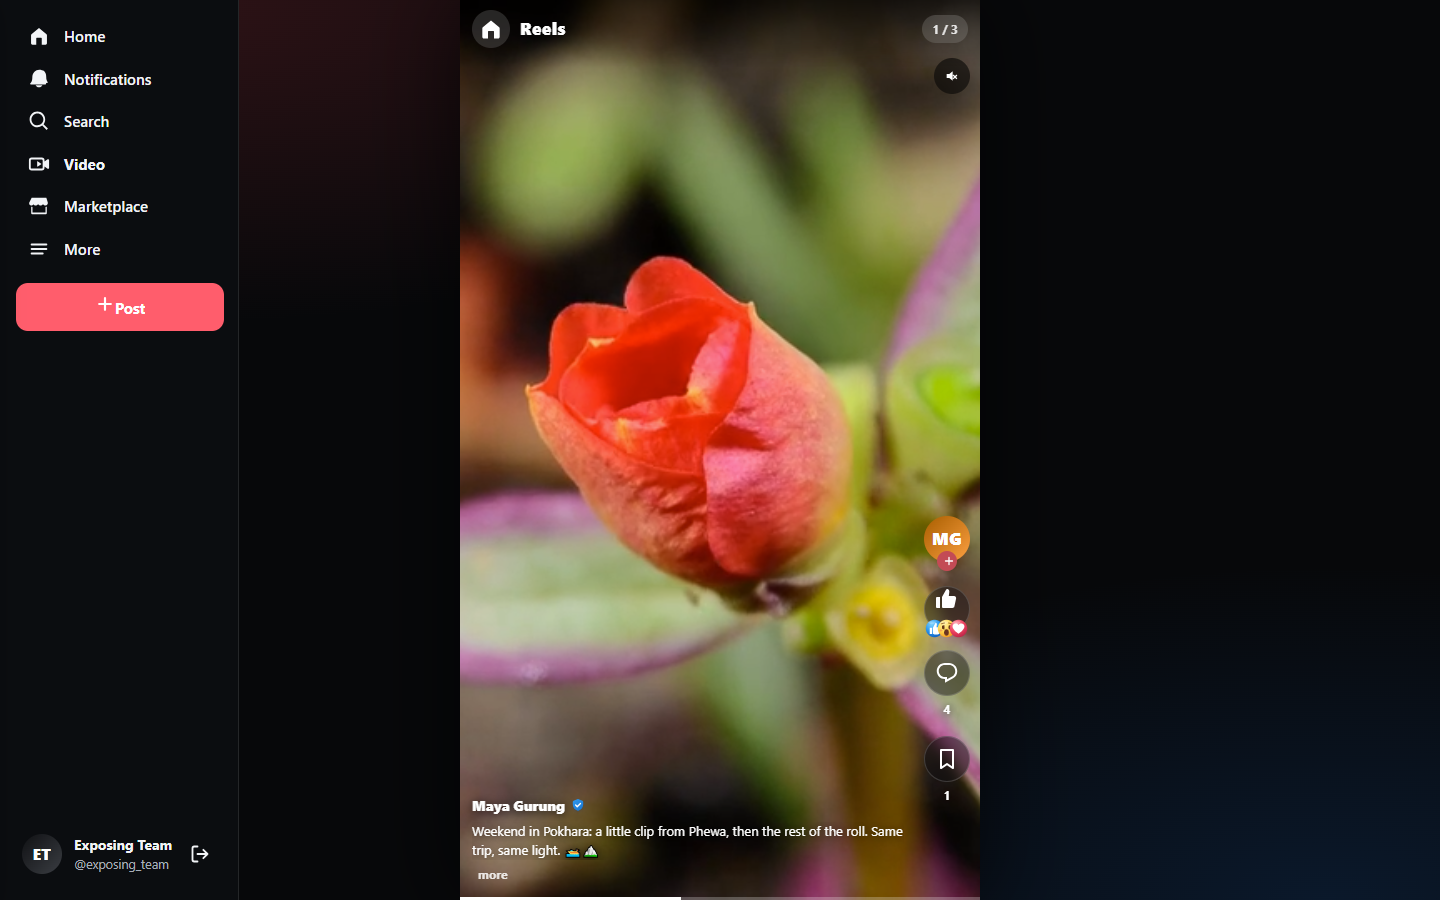 Home
Notifications
Search
Video
Marketplace
More
Post
ET
Exposing Team
@exposing_team
Reels
1 / 3
MG
4
1
Maya Gurung
Weekend in Pokhara: a little clip from Phewa, then the rest of the roll. Same
trip, same light. 🚤 🏔️
more